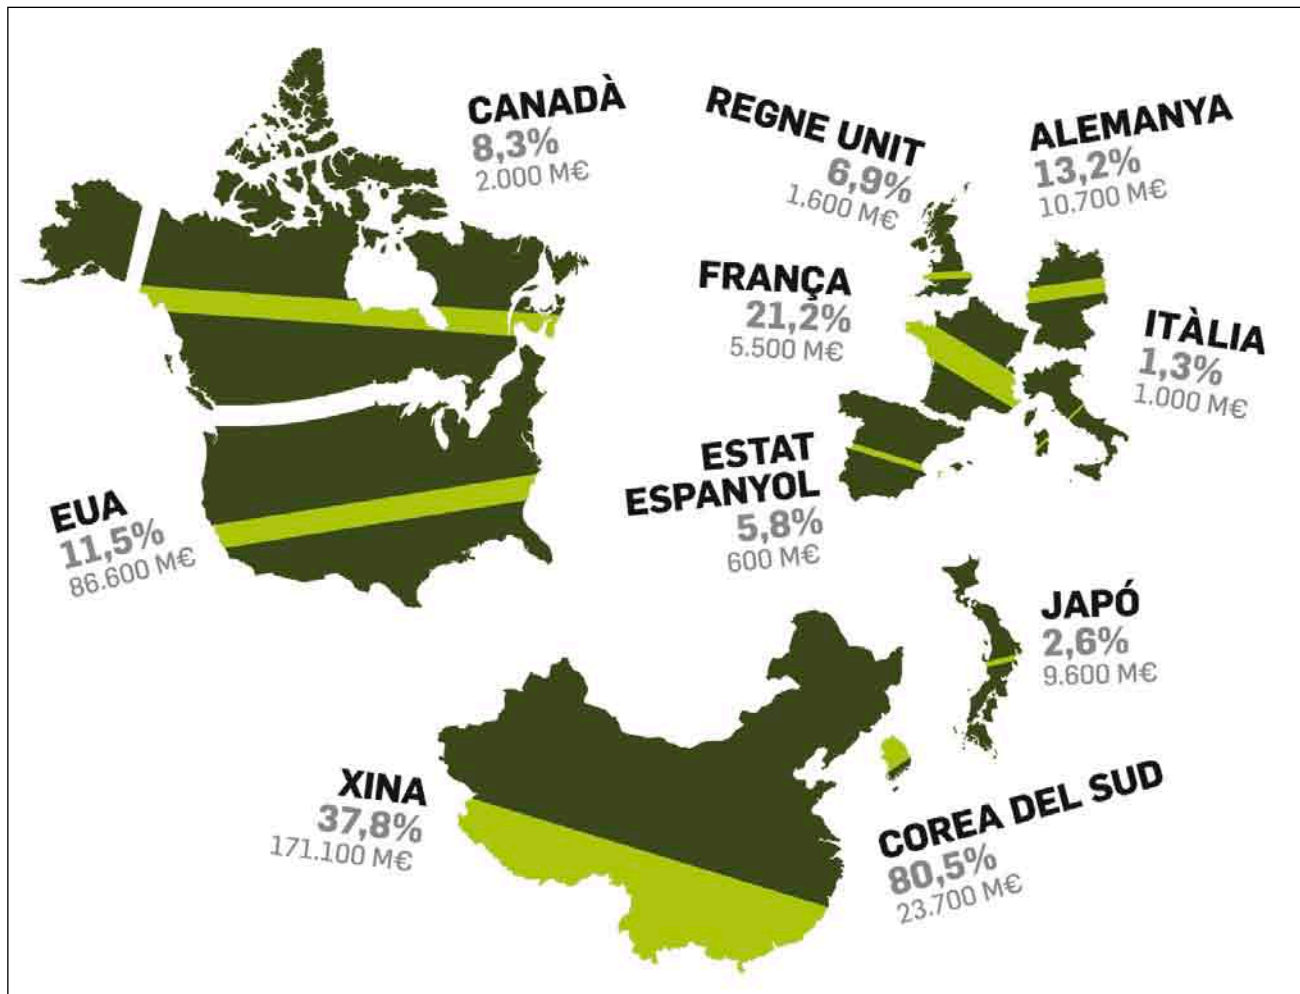 CANADÀ
8,3%
2.000 M€
REGNE UNIT
6,9%
1.600 M€
ALEMANYA
13,2%
10.700 M€
FRANÇA
21,2%
5.500 M€
ITÀLIA
1,3%
1.000 M€
ESTAT
ESPANYOL
5,8%
600 M€
EUA
11,5%
86.600 M€
JAPÓ
2,6%
9.600 M€
XINA
37,8%
171.100 M€
COREA DEL SUD
80,5%
23.700 M€